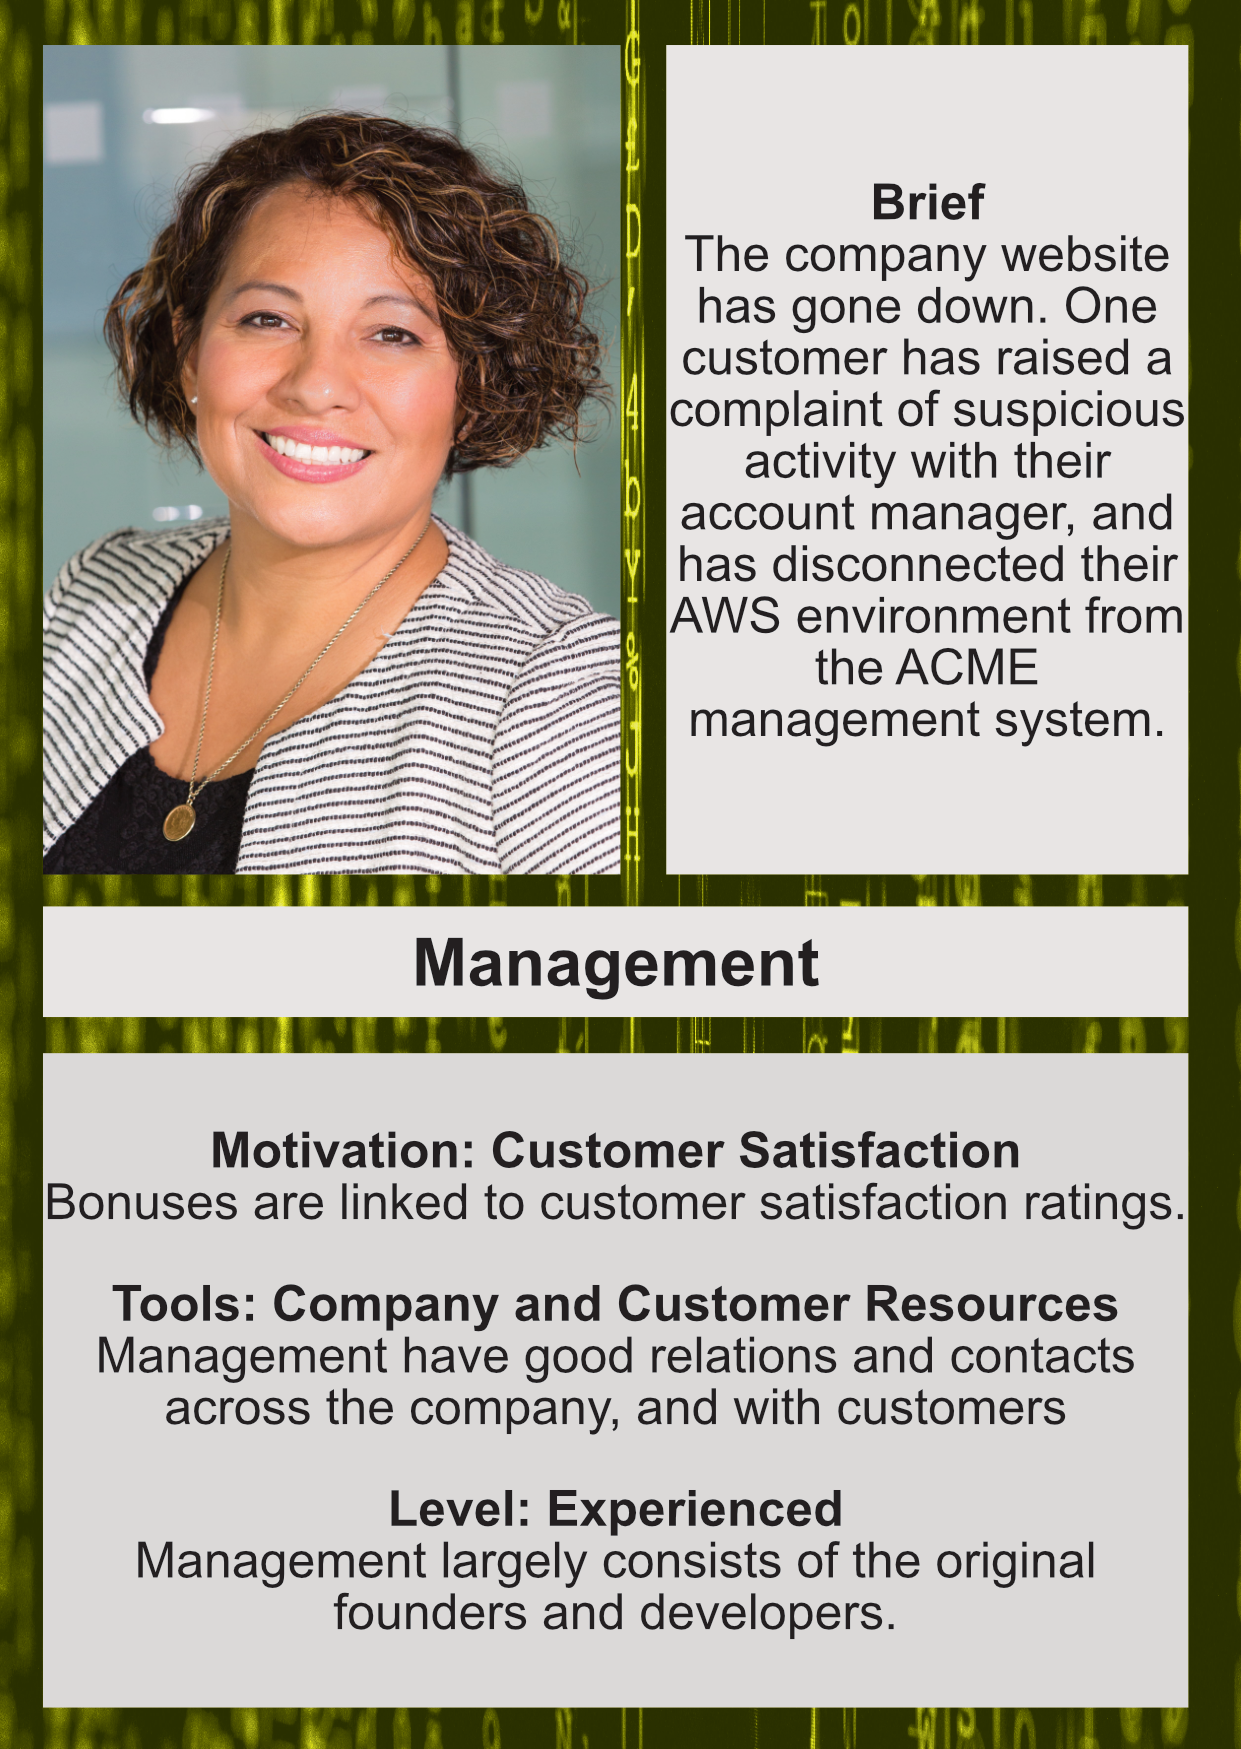 Brief
The company website
has gone down. One
customer has raised a
complaint of suspicious
activity with their
account manager, and
has disconnected their
AWS environment from
the ACME
management system.
Management
Motivation: Customer Satisfaction
Bonuses are linked to customer satisfaction ratings.
Tools: Company and Customer Resources
Management have good relations and contacts
across the company, and with customers
Level: Experienced
Management largely consists of the original
founders and developers.